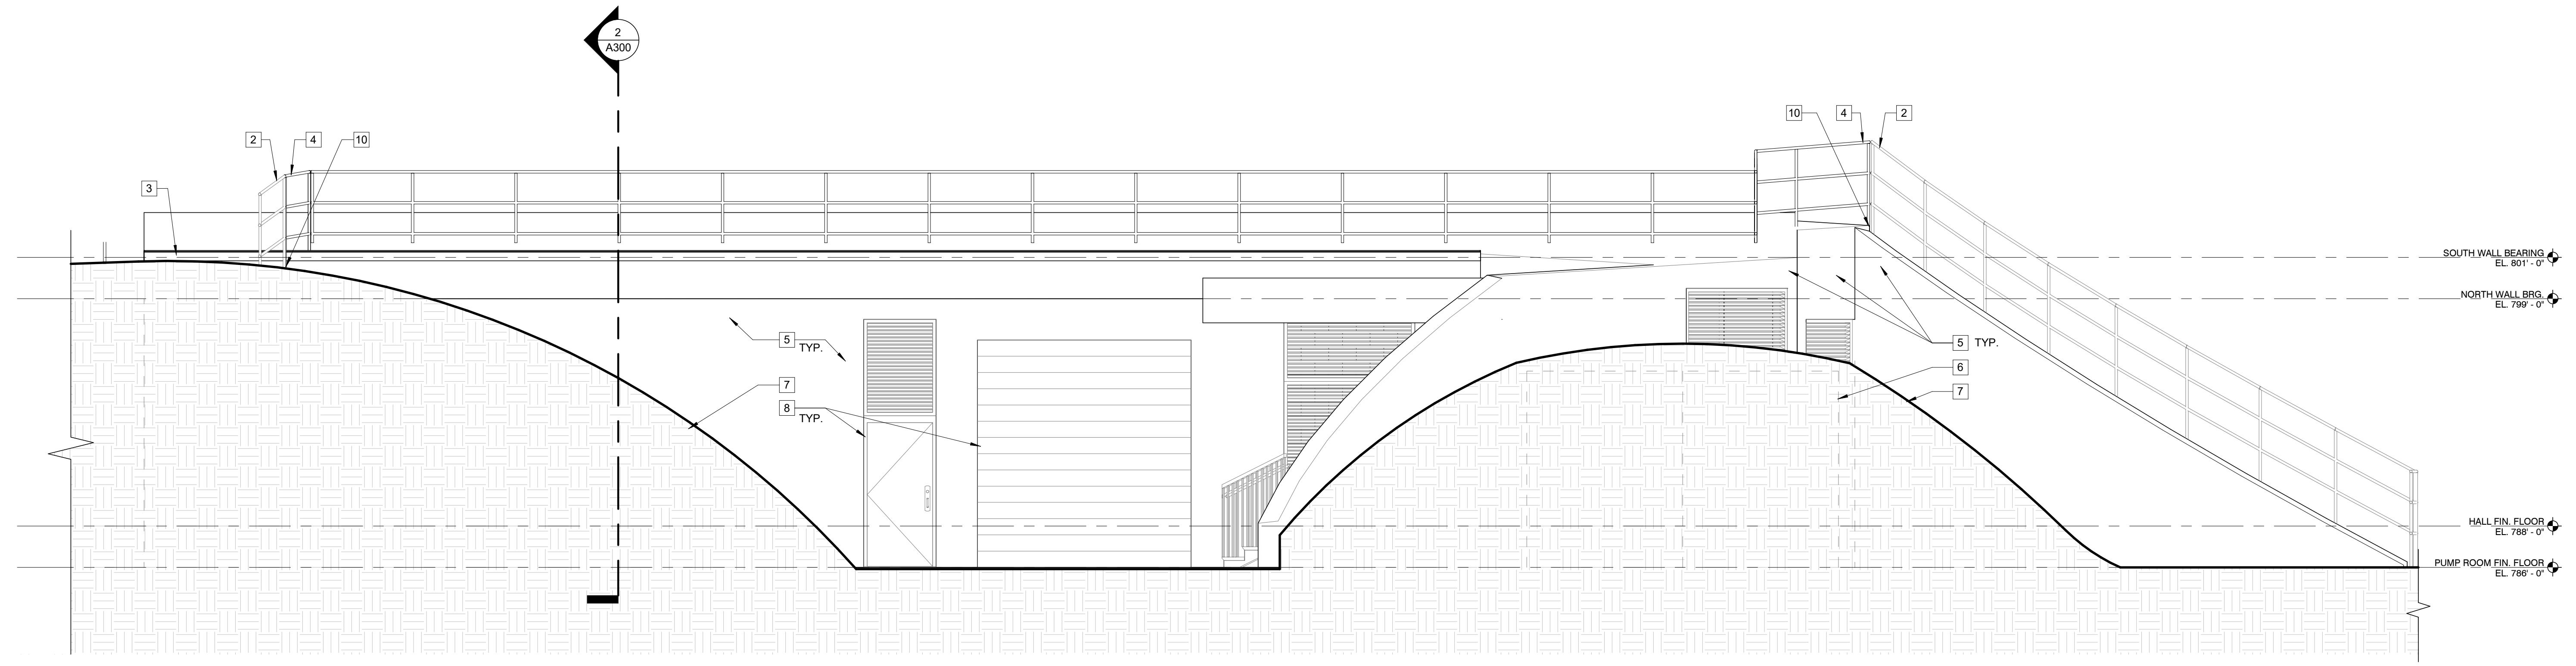 2
A300
2
4
10
3
10
4
2
SOUTH WALL BEARING
EL. 801' - 0"
NORTH WALL BRG.
EL. 799' - 0"
5
TYP.
5 TYP.
6
7
7
8
TYP.
HALL FIN. FLOOR
EL. 788' - 0"
PUMP ROOM FIN. FLOOR
EL. 786' - 0"